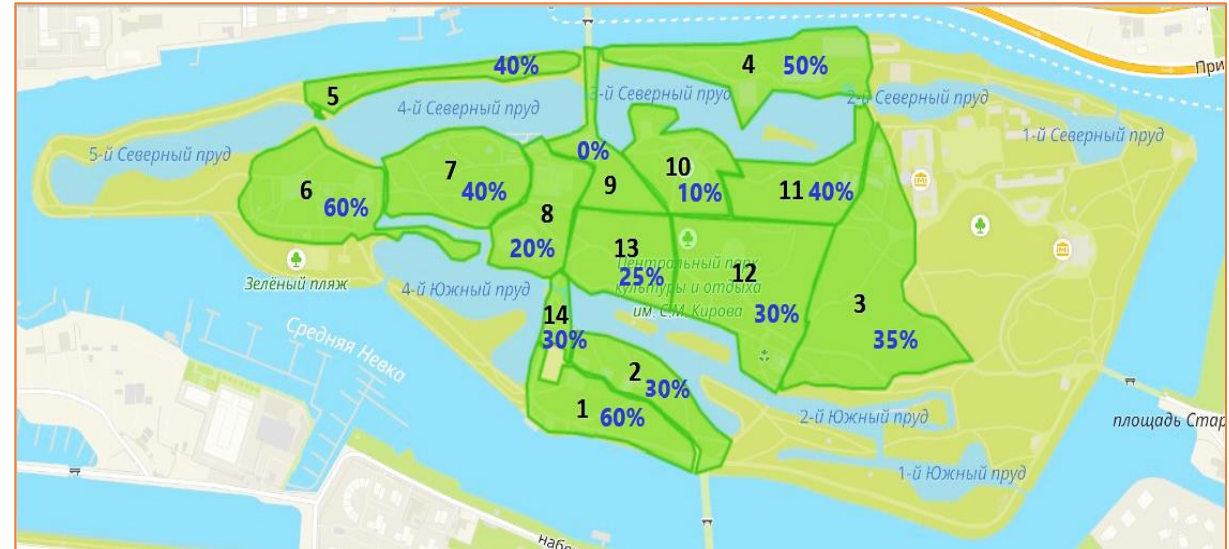 При
4 50%
40%
5
3-й Северный пруд
2-й Северный пруд
4-й Северный пруд
1-й Северный пруд
5-й Северный пруд
0%
7
40%
10
10%
11 40%
6
60%
9
8
20%
13
25%
Центральный парк
культуры и отдыха
им. С.М. Кирова
12
30%
Зелёный пляж
4-й Южный пруд
3
35%
14
30%
Средняя Невка
2
30%
1
60%
2-й Южный пруд
площадь Стар
1-й Южный пруд
набе